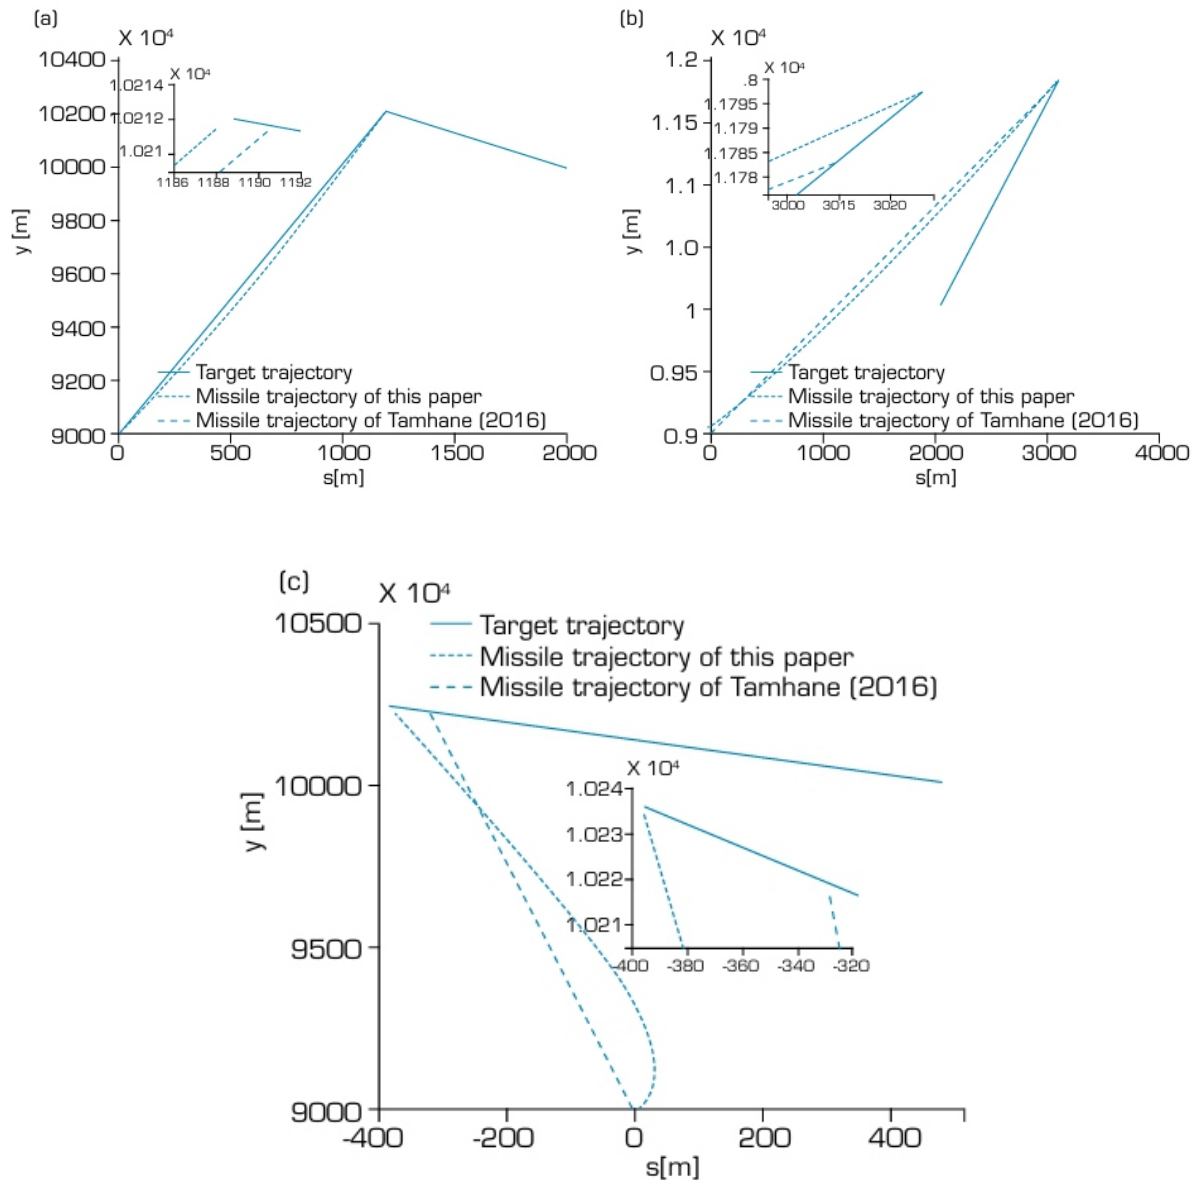 (a)
X 10⁴
10400
10200
10000
9800
9600
9400
9200
9000
y [m]
X 10⁴
1.0214
1.0212
1.021
1186 1188 1190 1192
Target trajectory
Missile trajectory of this paper
Missile trajectory of Tamhane (2016)
0 500 1000 1500 2000
s[m]
(b)
X 10⁴
1.2
1.15
1.1
1.0
1
0.95
0.9
y [m]
X 10⁴
.8
1.1795
1.179
1.1785
1.178
3000 3015 3020
Target trajectory
Missile trajectory of this paper
Missile trajectory of Tamhane (2016)
0 1000 2000 3000 4000
s[m]
(c)
X 10⁴
10500
10000
9500
9000
y [m]
Target trajectory
Missile trajectory of this paper
Missile trajectory of Tamhane (2016)
X 10⁴
1.024
1.023
1.022
1.021
-400 -380 -360 -340 -320
-400 -200 0 200 400
s[m]